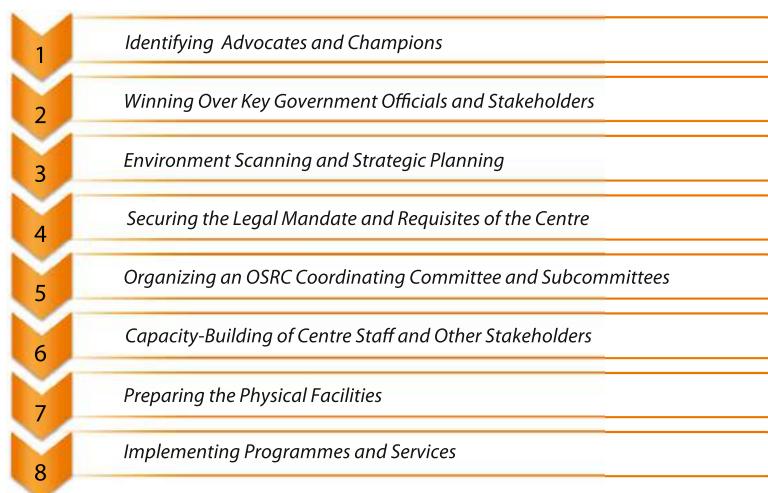 1 Identifying Advocates and Champions
2 Winning Over Key Government Officials and Stakeholders
3 Environment Scanning and Strategic Planning
4 Securing the Legal Mandate and Requisites of the Centre
5 Organizing an OSRC Coordinating Committee and Subcommittees
6 Capacity-Building of Centre Staff and Other Stakeholders
7 Preparing the Physical Facilities
8 Implementing Programmes and Services